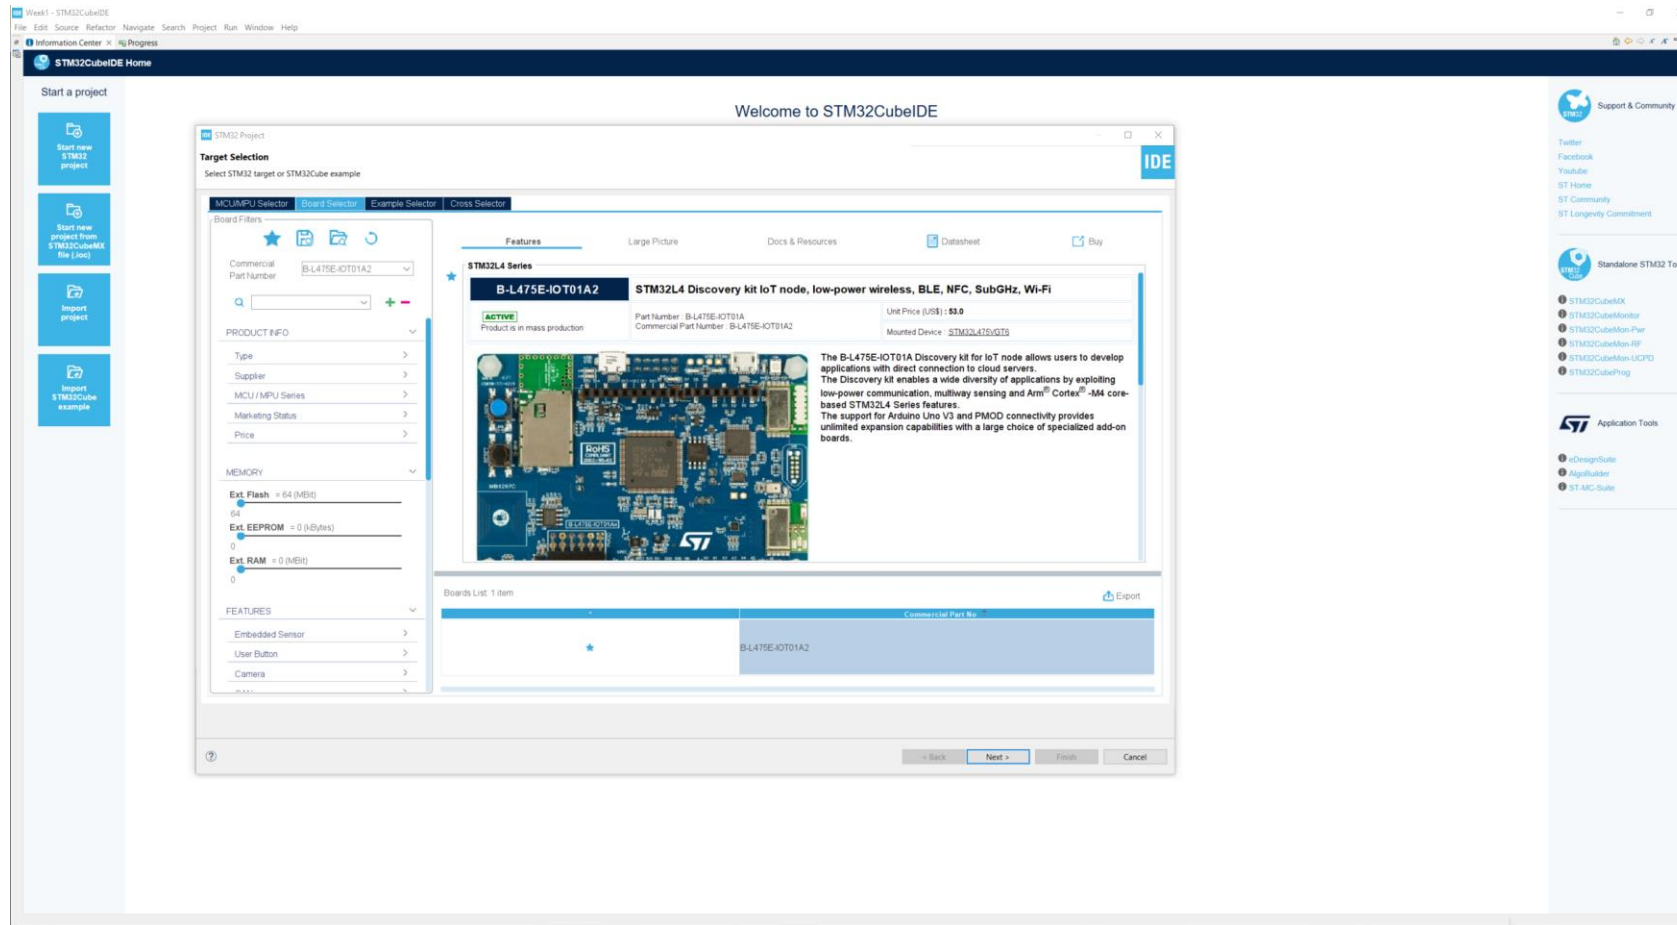 IDE Week1 - STM32CubeIDE
File Edit Source Refactor Navigate Search Project Run Window Help
Information Center × Progress
STM32CubeIDE Home
Start a project
Start new
STM32
project
Start new
project from
STM32CubeMX
file (.ioc)
Import
project
Import
STM32Cube
example
Welcome to STM32CubeIDE
IDE STM32 Project
Target Selection
Select STM32 target or STM32Cube example
IDE
MCU/MPU Selector Board Selector Example Selector Cross Selector
Board Filters
Commercial
Part Number
B-L475E-IOT01A2
PRODUCT INFO
Type
Supplier
MCU / MPU Series
Marketing Status
Price
MEMORY
Ext. Flash = 64 (MBit)
64
Ext. EEPROM = 0 (kBytes)
0
Ext. RAM = 0 (MBit)
0
FEATURES
Embedded Sensor
User Button
Camera
Features Large Picture Docs & Resources Datasheet Buy
STM32L4 Series
B-L475E-IOT01A2
STM32L4 Discovery kit IoT node, low-power wireless, BLE, NFC, SubGHz, Wi-Fi
ACTIVE
Product is in mass production
Part Number : B-L475E-IOT01A
Commercial Part Number : B-L475E-IOT01A2
Unit Price (US$) : 53.0
Mounted Device : STM32L475VGT6
The B-L475E-IOT01A Discovery kit for IoT node allows users to develop
applications with direct connection to cloud servers.
The Discovery kit enables a wide diversity of applications by exploiting
low-power communication, multiway sensing and Arm® Cortex® -M4 core-
based STM32L4 Series features.
The support for Arduino Uno V3 and PMOD connectivity provides
unlimited expansion capabilities with a large choice of specialized add-on
boards.
RoHS
Boards List: 1 item
Export
* Commercial Part No
B-L475E-IOT01A2
< Back Next > Finish Cancel
STM32
Support & Community
Twitter
Facebook
Youtube
ST Home
ST Community
ST Longevity Commitment
STM32
Cube
Standalone STM32 To
STM32CubeMX
STM32CubeMonitor
STM32CubeMon-Pwr
STM32CubeMon-RF
STM32CubeMon-UCPD
STM32CubeProg
Application Tools
eDesignSuite
AlgoBuilder
ST-MC-Suite